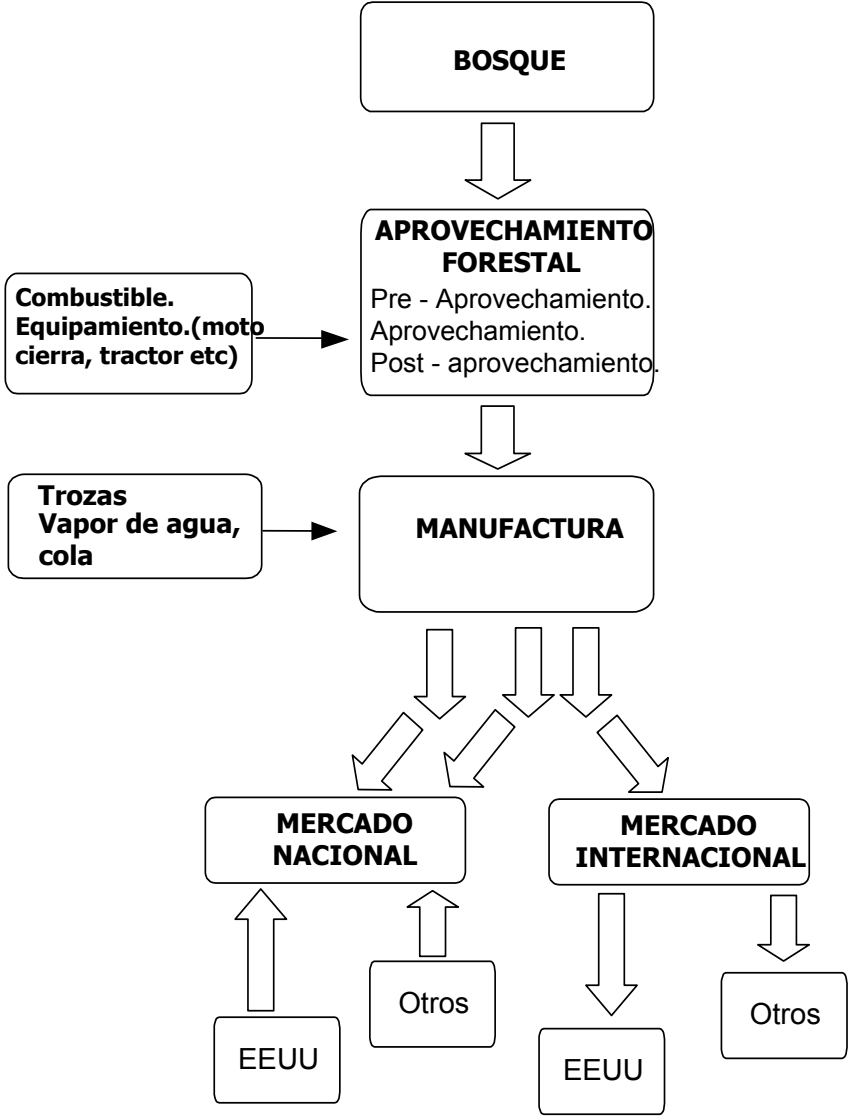 BOSQUE
APROVECHAMIENTO
FORESTAL
Pre - Aprovechamiento.
Aprovechamiento.
Post - aprovechamiento.
Combustible.
Equipamiento.(moto
cierra, tractor etc)
Trozas
Vapor de agua,
cola
MANUFACTURA
MERCADO
NACIONAL
MERCADO
INTERNACIONAL
EEUU
Otros
EEUU
Otros